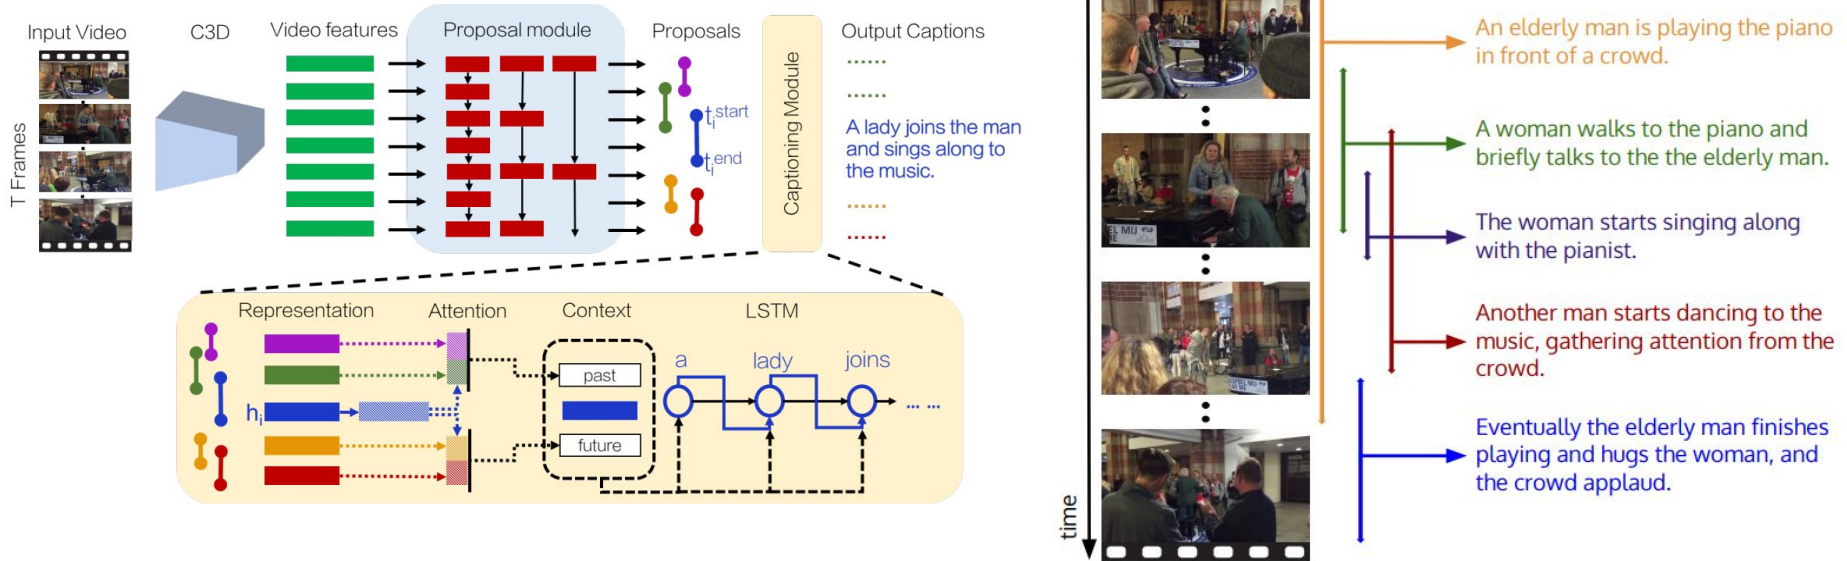 Input Video
C3D
Video features
Proposal module
Proposals
Output Captions
T Frames
t_i^start
t_i^end
Captioning Module
......
......
A lady joins the man
and sings along to
the music.
......
......
Representation
Attention
Context
LSTM
h_i
past
future
a
lady
joins
... ...
time
EL MIJ
ME
An elderly man is playing the piano
in front of a crowd.
A woman walks to the piano and
briefly talks to the the elderly man.
The woman starts singing along
with the pianist.
Another man starts dancing to the
music, gathering attention from the
crowd.
Eventually the elderly man finishes
playing and hugs the woman, and
the crowd applaud.